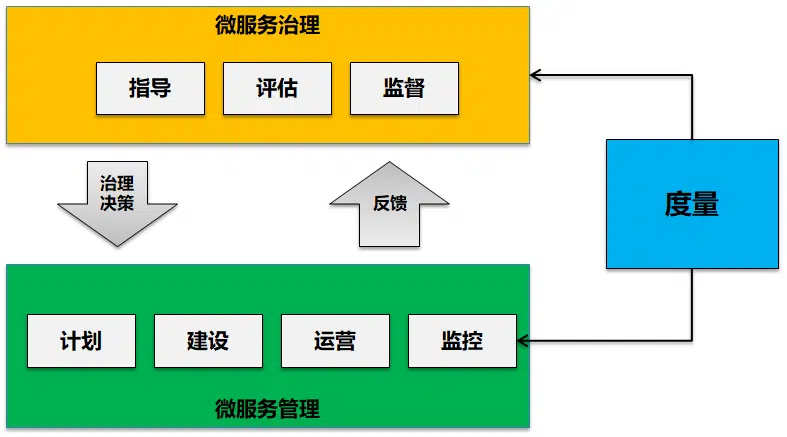 微服务治理
指导
评估
监督
治理
决策
反馈
度量
计划
建设
运营
监控
微服务管理